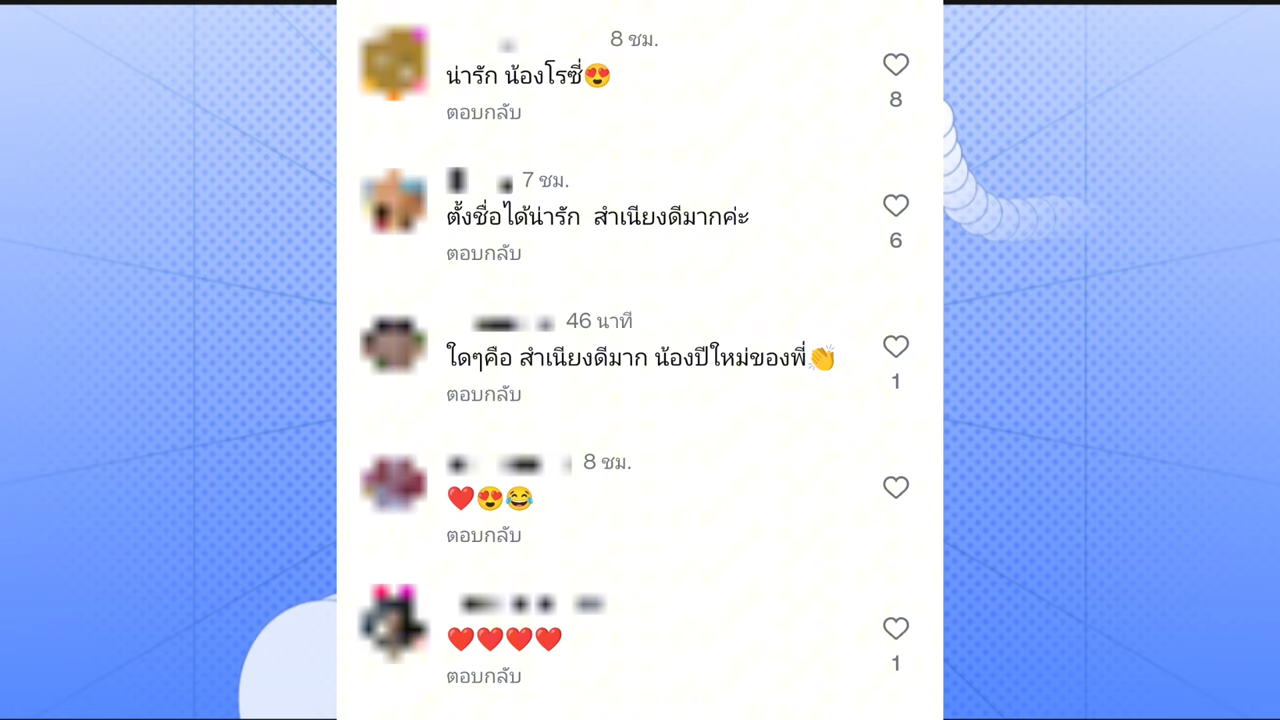 8 ชม.
น่ารัก น้องโรซี่😍
ตอบกลับ
8
7 ชม.
ตั้งชื่อได้น่ารัก สำเนียงดีมากค่ะ
ตอบกลับ
6
46 นาที
ใดๆคือ สำเนียงดีมาก น้องปีใหม่ของพี่👏
ตอบกลับ
1
8 ชม.
❤️😍😂
ตอบกลับ
❤️❤️❤️❤️
ตอบกลับ
1